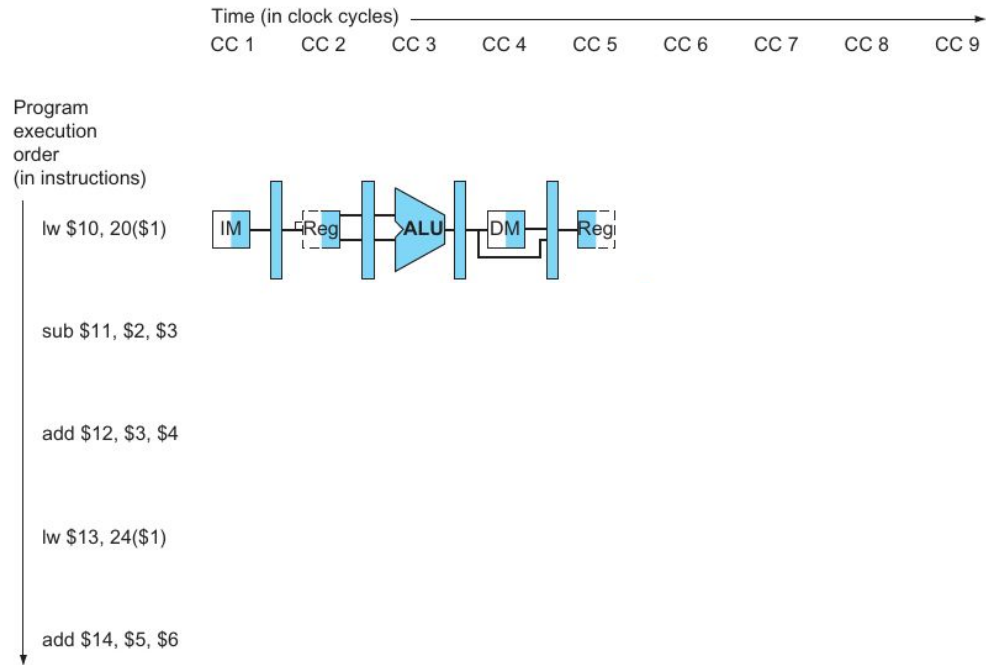 Time (in clock cycles)
CC 1 CC 2 CC 3 CC 4 CC 5 CC 6 CC 7 CC 8 CC 9
Program
execution
order
(in instructions)
lw $10, 20($1)
IM Reg ALU DM Reg
sub $11, $2, $3
add $12, $3, $4
lw $13, 24($1)
add $14, $5, $6